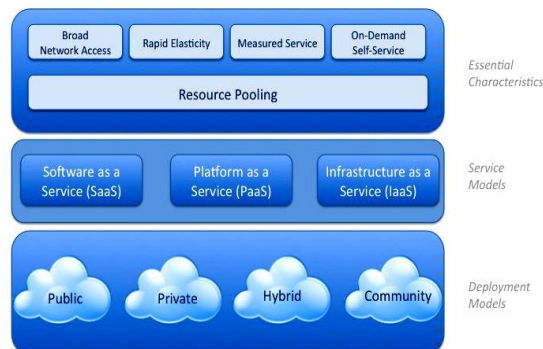 Broad
Network Access
Rapid Elasticity
Measured Service
On-Demand
Self-Service
Resource Pooling
Essential
Characteristics
Software as a
Service (SaaS)
Platform as a
Service (PaaS)
Infrastructure as a
Service (IaaS)
Service
Models
Public
Private
Hybrid
Community
Deployment
Models